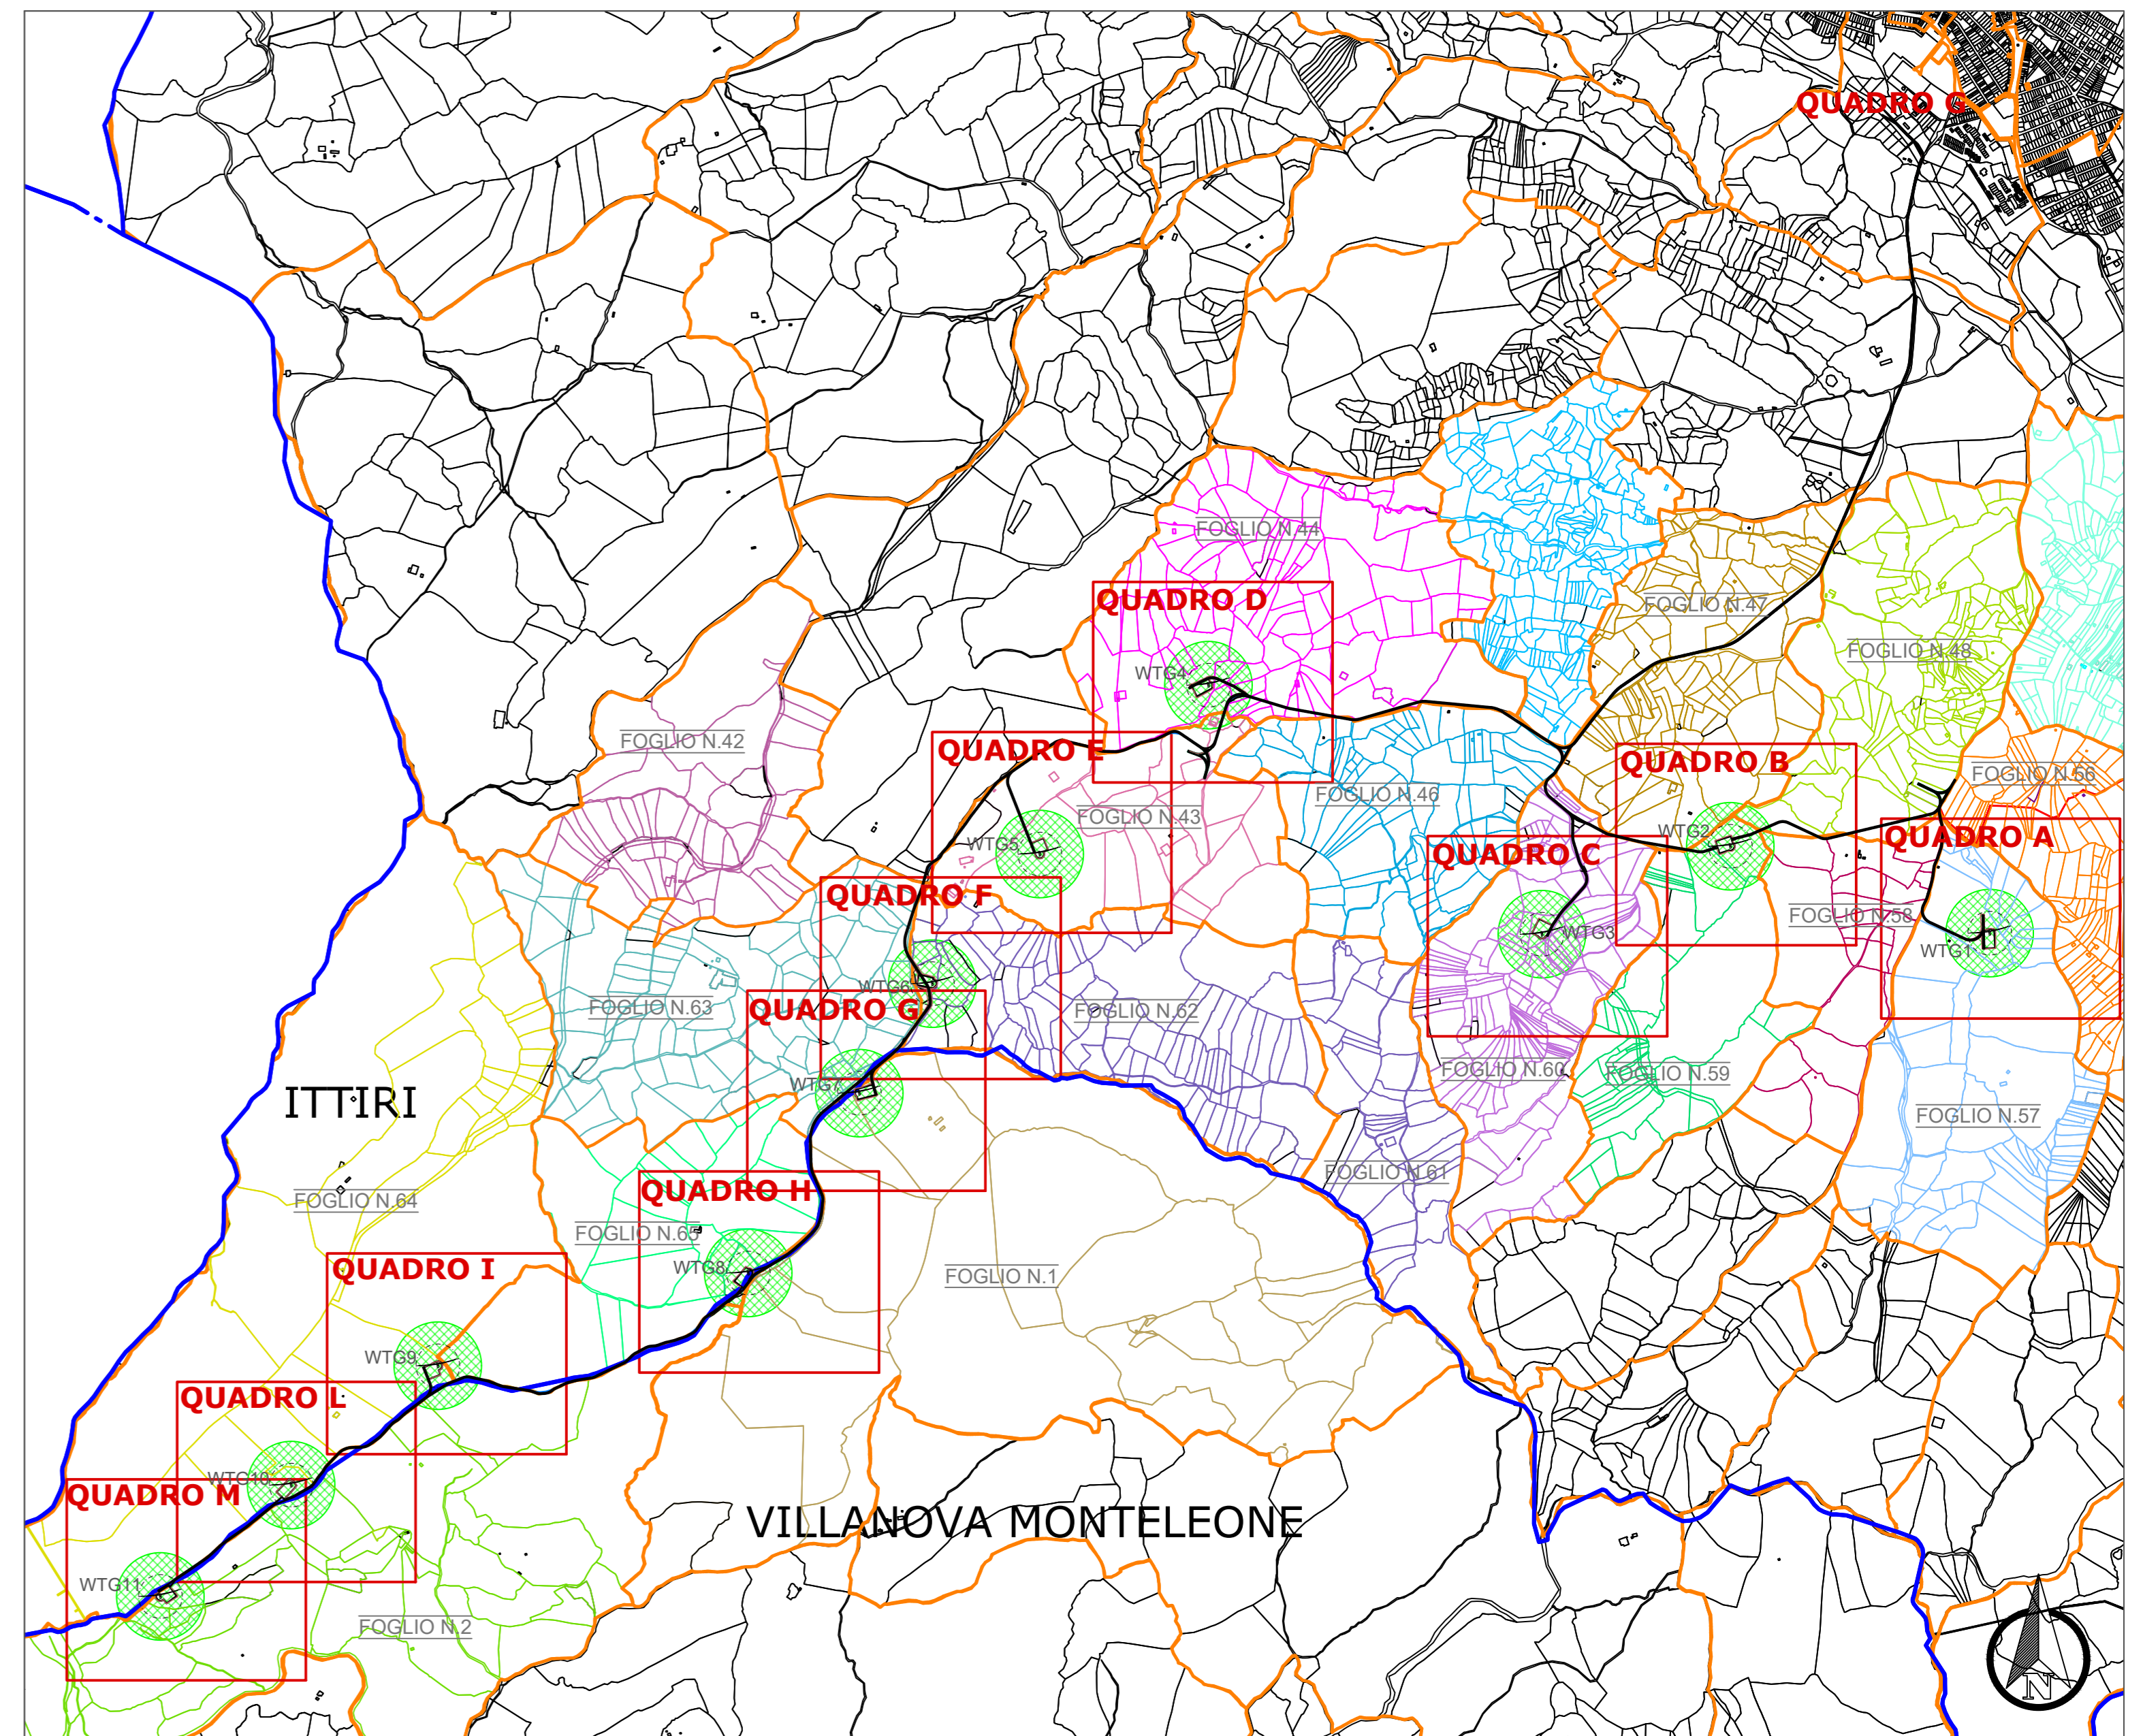 QUADRO G
FOGLIO N.44
QUADRO D
FOGLIO N.47
FOGLIO N.48
WTG4
FOGLIO N.42
QUADRO E
QUADRO B
FOGLIO N.56
FOGLIO N.46
FOGLIO N.43
WTG5
WTG2
QUADRO A
QUADRO C
QUADRO F
FOGLIO N.58
WTG3
WTG1
WTG6
FOGLIO N.63
QUADRO G
FOGLIO N.62
FOGLIO N.60
FOGLIO N.59
WTG7
ITTIRI
FOGLIO N.57
FOGLIO N.61
QUADRO H
FOGLIO N.64
FOGLIO N.65
QUADRO I
WTG8
FOGLIO N.1
WTG9
QUADRO L
WTG10
QUADRO M
VILLANOVA MONTELEONE
WTG11
FOGLIO N.2
N